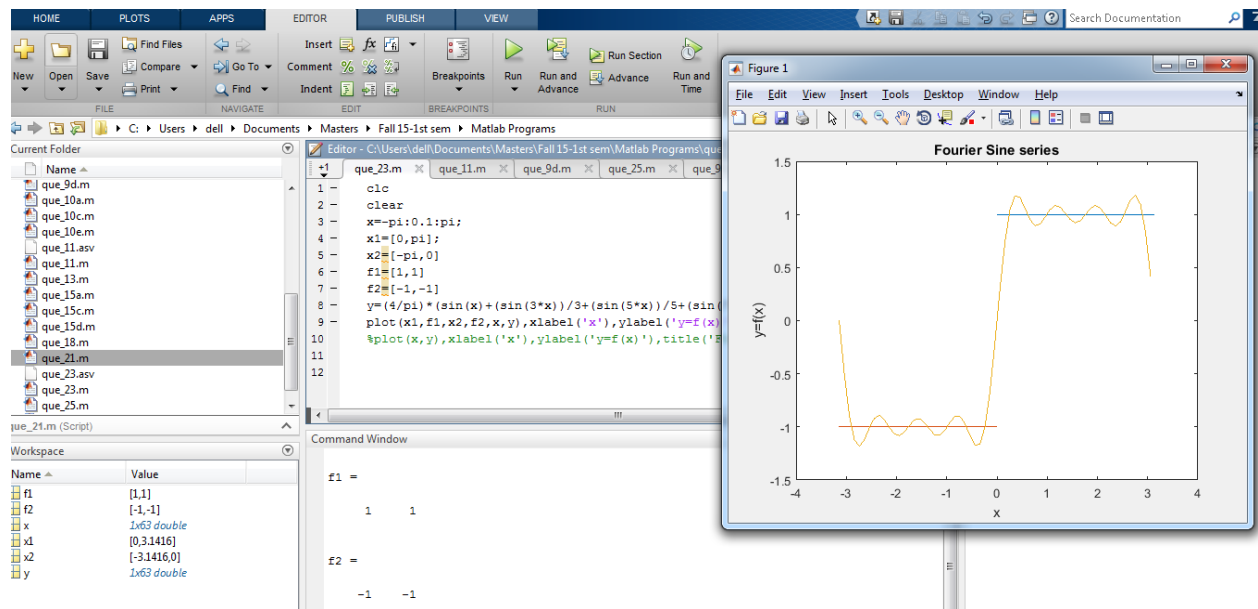 HOME PLOTS APPS EDITOR PUBLISH VIEW Search Documentation
New Open Save Find Files Compare Print FILE
Go To Find NAVIGATE
Insert fx Comment Indent EDIT
Breakpoints BREAKPOINTS
Run Run and Advance Run Section Advance Run and Time RUN
C: Users dell Documents Masters Fall 15-1st sem Matlab Programs
Current Folder
Name
que_9d.m
que_10a.m
que_10c.m
que_10e.m
que_11.asv
que_11.m
que_13.m
que_15a.m
que_15c.m
que_15d.m
que_18.m
que_21.m
que_23.asv
que_23.m
que_25.m
que_21.m (Script)
Workspace
Name Value
f1 [1,1]
f2 [-1,-1]
x 1x63 double
x1 [0,3.1416]
x2 [-3.1416,0]
y 1x63 double
Editor - C:\Users\dell\Documents\Masters\Fall 15-1st sem\Matlab Programs\que
+1 que_23.m que_11.m que_9d.m que_25.m que_9
1 clc
2 clear
3 x=-pi:0.1:pi;
4 x1=[0,pi];
5 x2=[-pi,0]
6 f1=[1,1]
7 f2=[-1,-1]
8 y=(4/pi)*(sin(x)+(sin(3*x))/3+(sin(5*x))/5+(sin(
9 plot(x1,f1,x2,f2,x,y),xlabel('x'),ylabel('y=f(x)
10 %plot(x,y),xlabel('x'),ylabel('y=f(x)'),title('F
11
12
Command Window
f1 =
1 1
f2 =
-1 -1
Figure 1
File Edit View Insert Tools Desktop Window Help
Fourier Sine series
1.5
1
0.5
0
-0.5
-1
-1.5
y=f(x)
-4 -3 -2 -1 0 1 2 3 4
x